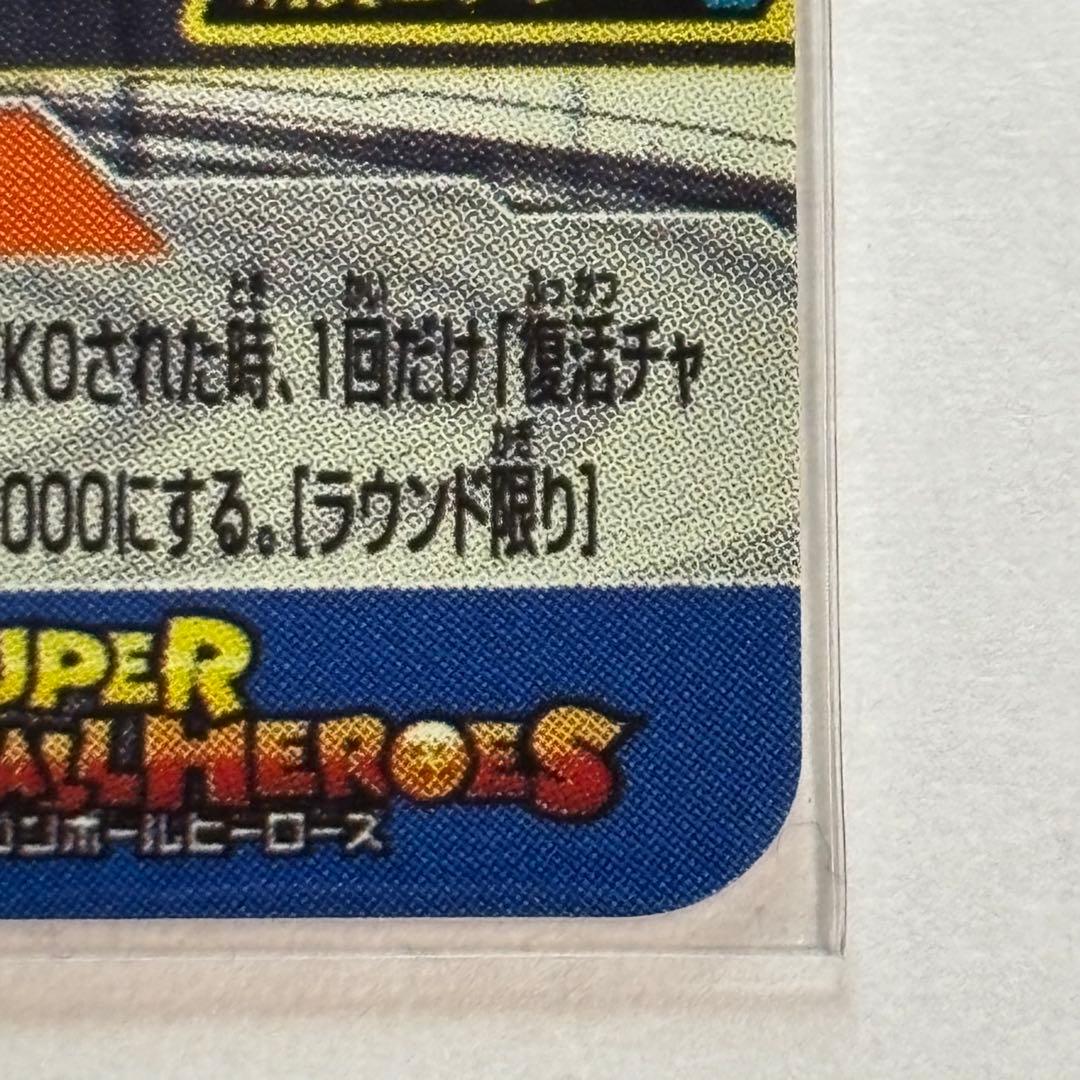 KOされた時、1回だけ「復活チャ
000にする。[ラウンド限り]
UPER
ALLHEROES
ンボールヒーローズ